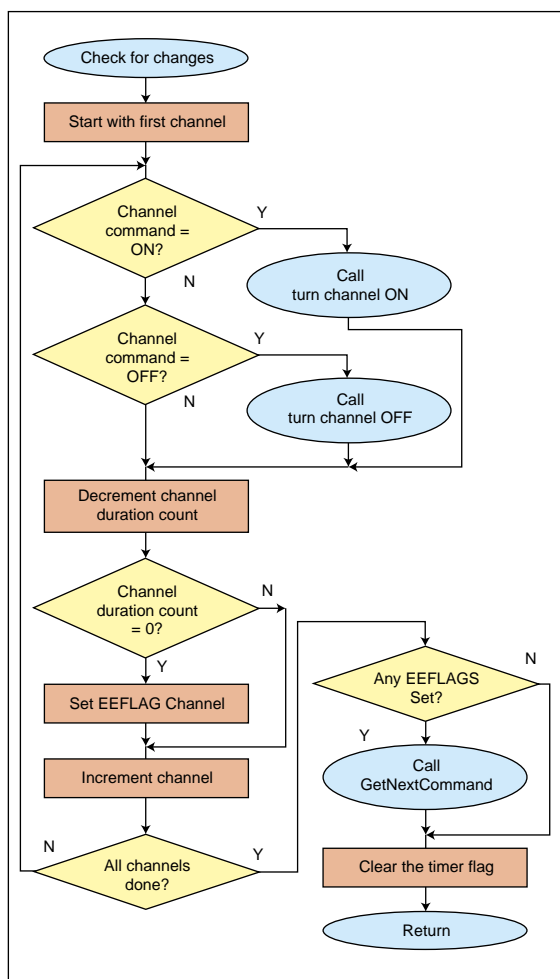 Check for changes
Start with first channel
Channel
command =
ON?
Y
N
Call
turn channel ON
Channel
command =
OFF?
Y
N
Call
turn channel OFF
Decrement channel
duration count
Channel
duration count
= 0?
N
Y
Set EEFLAG Channel
Increment channel
All channels
done?
N
Y
Any EEFLAGS
Set?
N
Y
Call
GetNextCommand
Clear the timer flag
Return